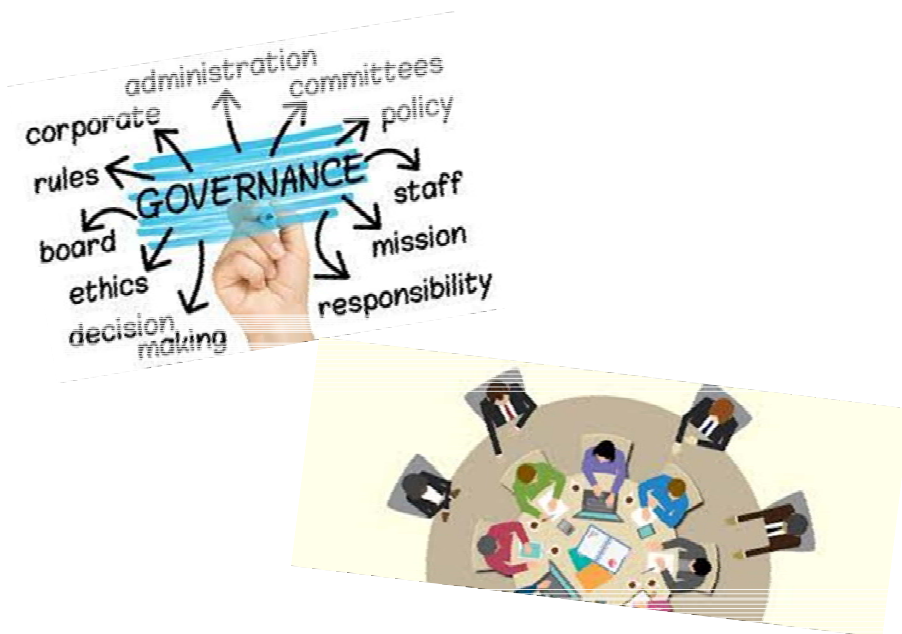 administration
committees
corporate
policy
rules
GOVERNANCE
staff
board
mission
ethics
responsibility
decision
making